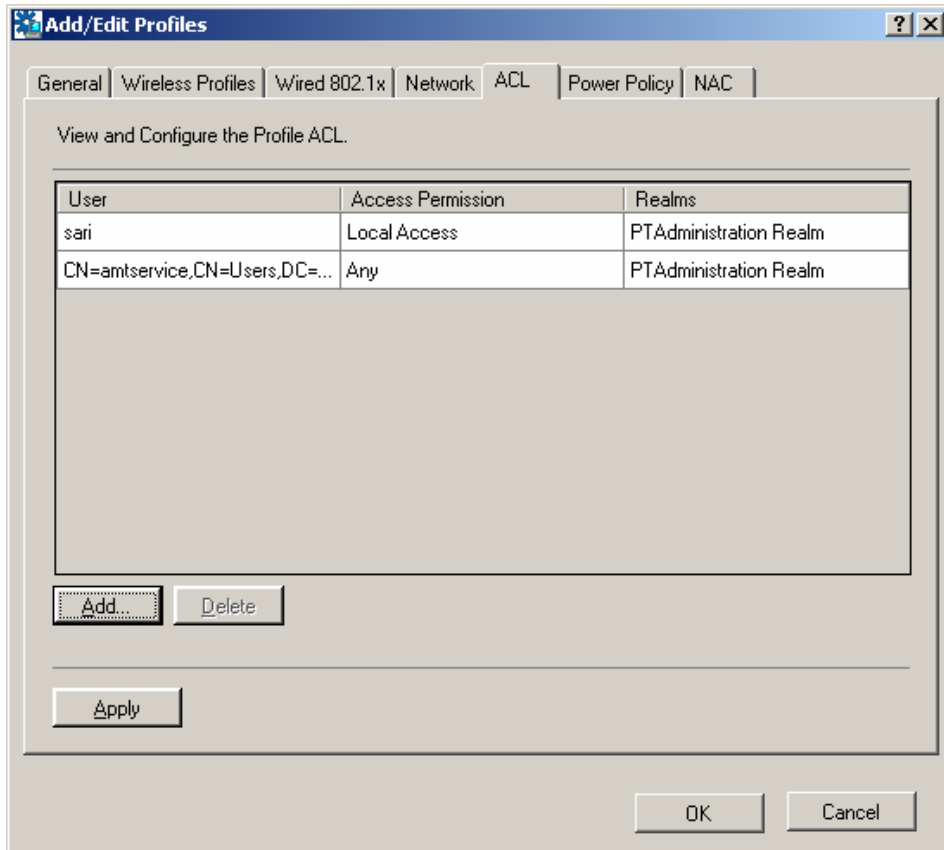 Add/Edit Profiles
General Wireless Profiles Wired 802.1x Network ACL Power Policy NAC
View and Configure the Profile ACL.
User Access Permission Realms
sari Local Access PTAdministration Realm
CN=amtservice,CN=Users,DC=... Any PTAdministration Realm
Add... Delete
Apply
OK Cancel